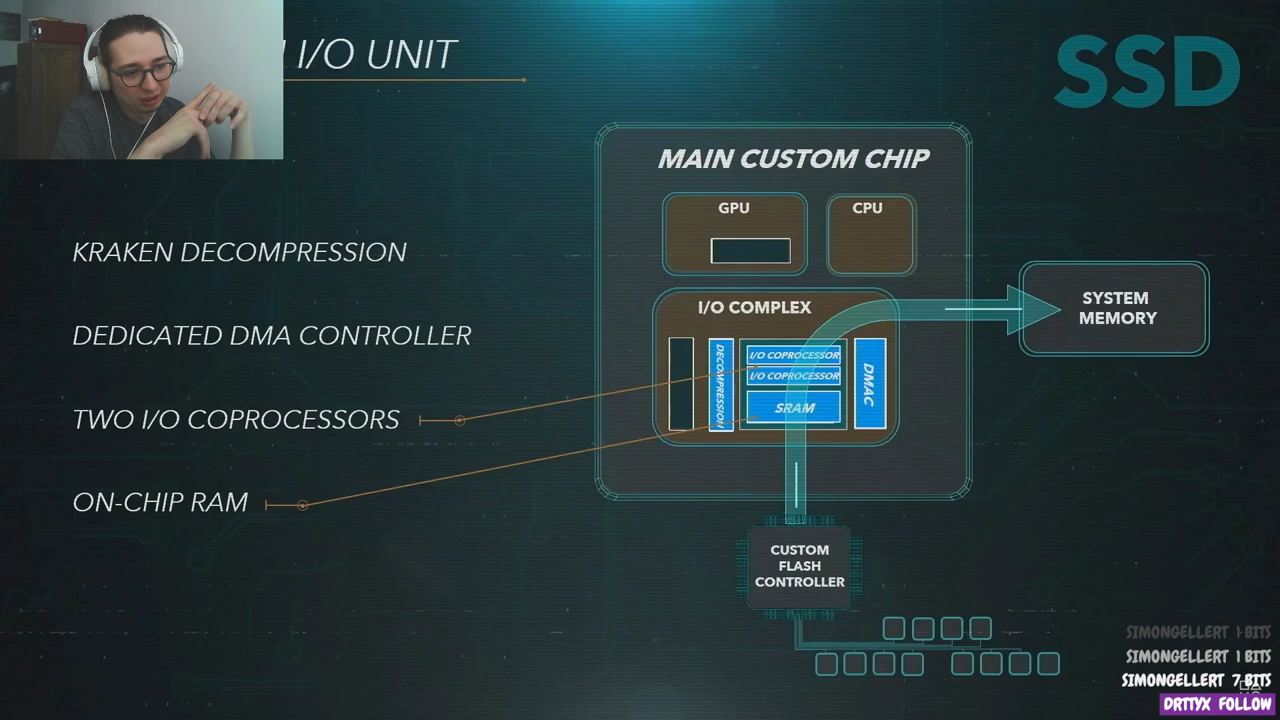 I/O UNIT
SSD
MAIN CUSTOM CHIP
GPU
CPU
KRAKEN DECOMPRESSION
I/O COMPLEX
SYSTEM
MEMORY
DEDICATED DMA CONTROLLER
DECOMPRESSION
I/O COPROCESSOR
I/O COPROCESSOR
SRAM
DMAC
TWO I/O COPROCESSORS
ON-CHIP RAM
CUSTOM
FLASH
CONTROLLER
SIMONGELLERT 1 BITS
SIMONGELLERT 1 BITS
SIMONGELLERT 7 BITS
DRTTYX FOLLOW